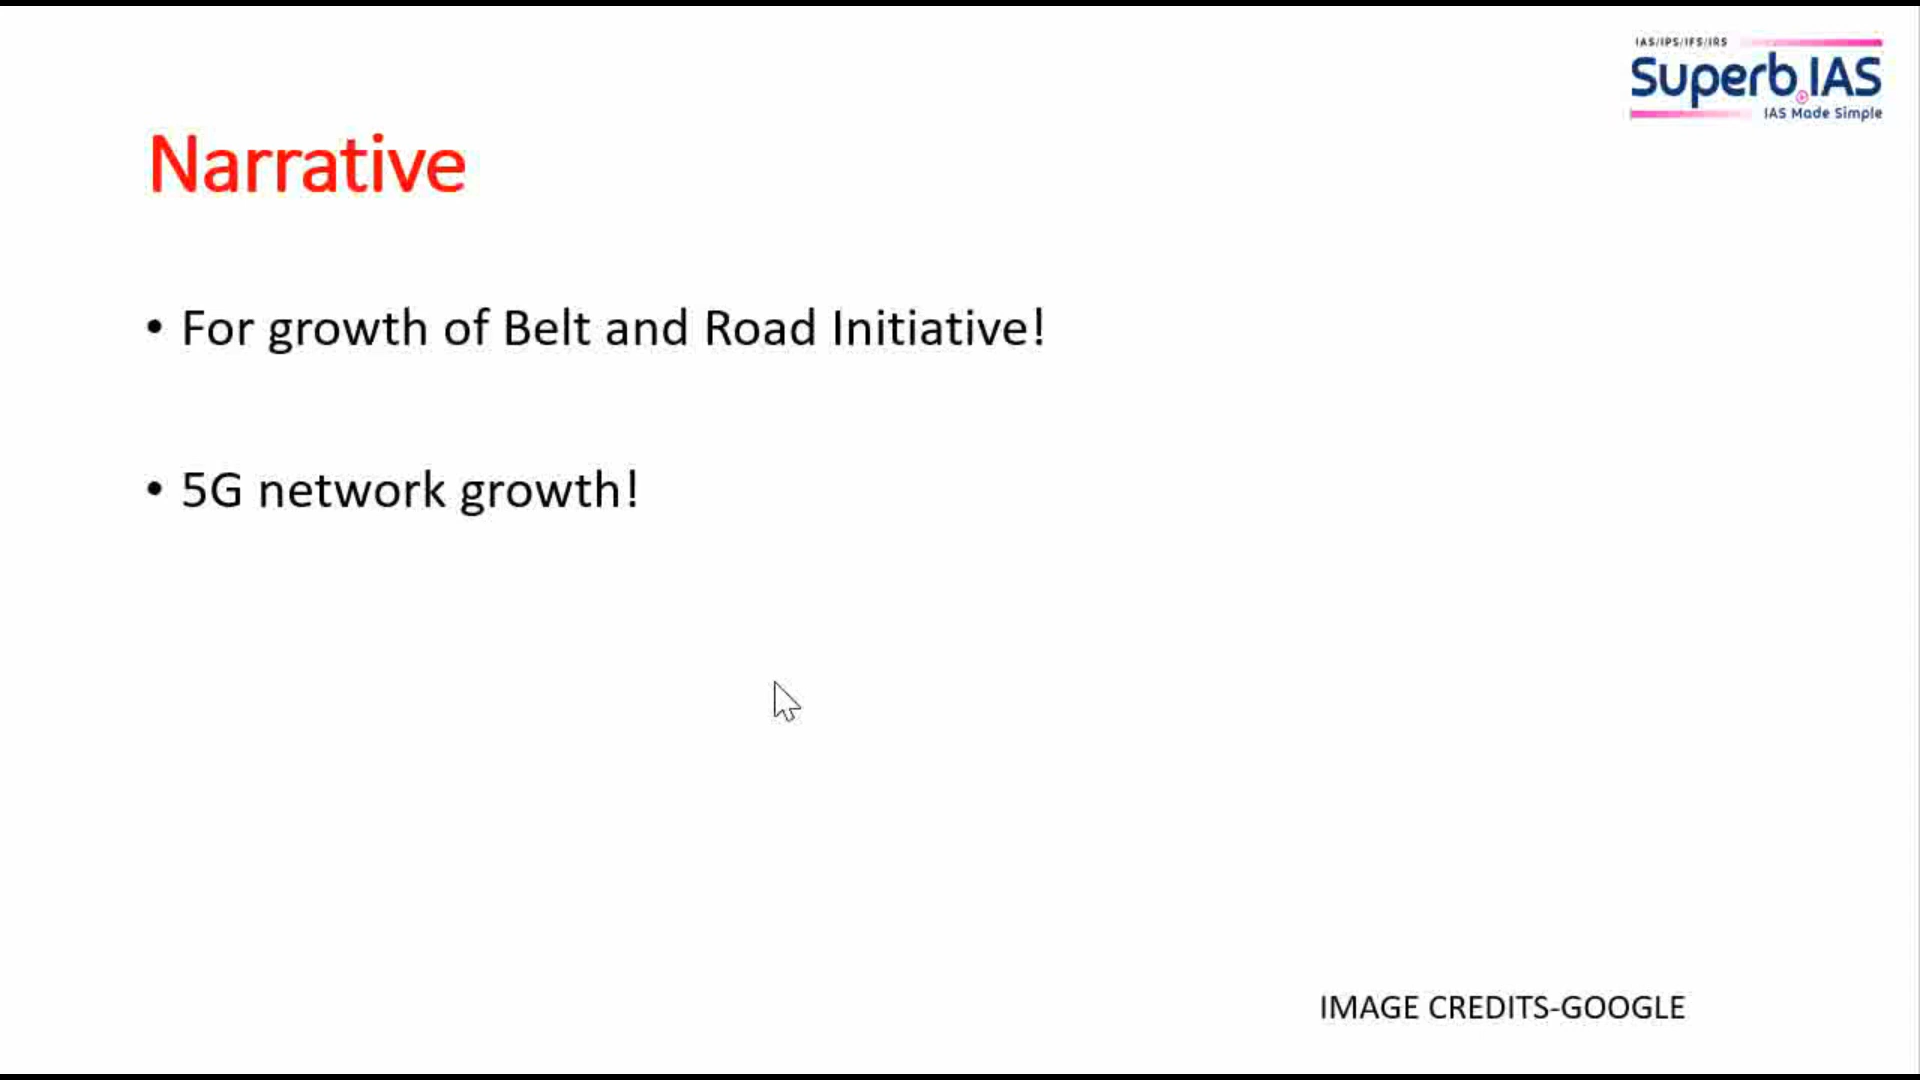 IAS/IPS/IFS/IRS
Superb IAS
IAS Made Simple
Narrative
• For growth of Belt and Road Initiative!
• 5G network growth!
IMAGE CREDITS-GOOGLE